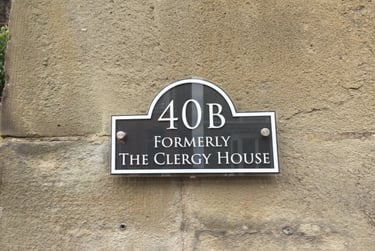 40B
FORMERLY
THE CLERGY HOUSE